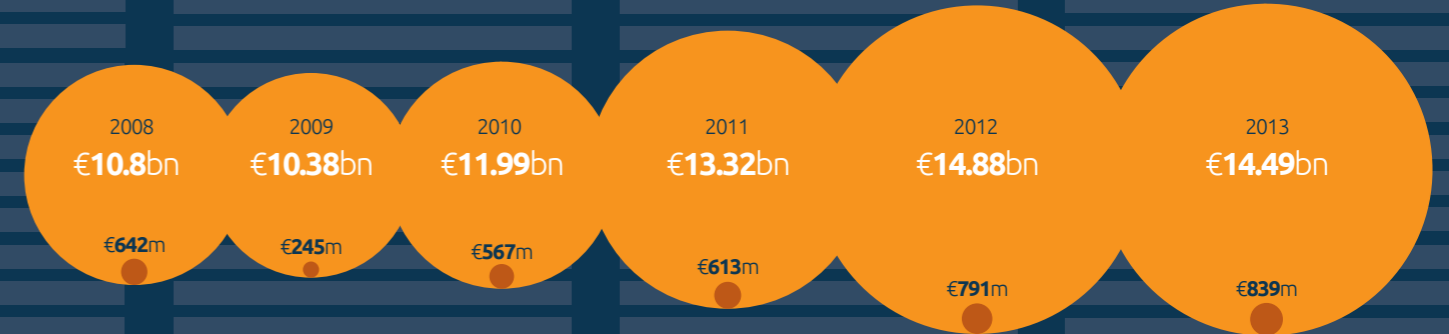 2008
€10.8bn
€642m
2009
€10.38bn
€245m
2010
€11.99bn
€567m
2011
€13.32bn
€613m
2012
€14.88bn
€791m
2013
€14.49bn
€839m